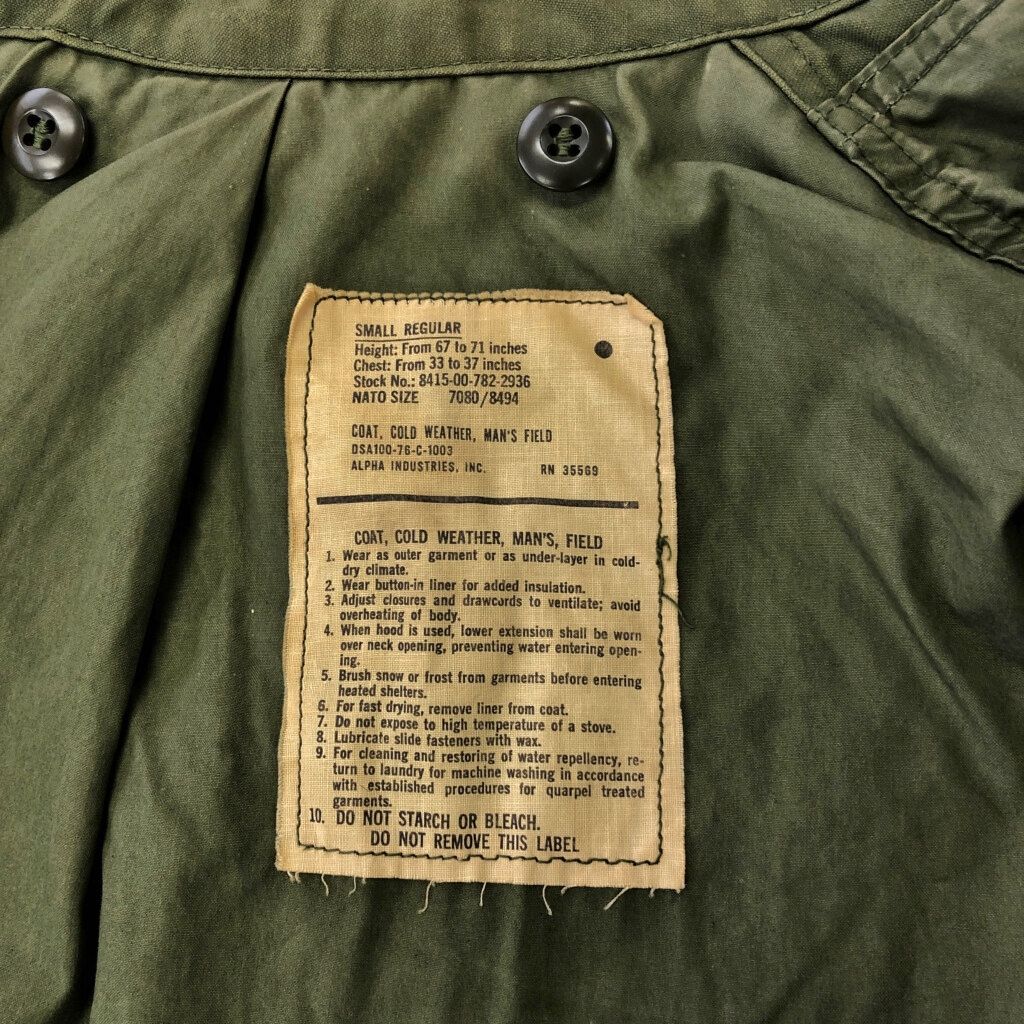 SMALL REGULAR
Height: From 67 to 71 inches
Chest: From 33 to 37 inches
Stock No.: 8415-00-782-2936
NATO SIZE 7080/8494
COAT, COLD WEATHER, MAN'S FIELD
DSA100-76-C-1003
ALPHA INDUSTRIES, INC. RN 35569
COAT, COLD WEATHER, MAN'S, FIELD
1. Wear as outer garment or as under-layer in cold-
dry climate.
2. Wear button-in liner for added insulation.
3. Adjust closures and drawcords to ventilate; avoid
overheating of body.
4. When hood is used, lower extension shall be worn
over neck opening, preventing water entering open-
ing.
5. Brush snow or frost from garments before entering
heated shelters.
6. For fast drying, remove liner from coat.
7. Do not expose to high temperature of a stove.
8. Lubricate slide fasteners with wax.
9. For cleaning and restoring of water repellency, re-
turn to laundry for machine washing in accordance
with established procedures for quarpel treated
garments.
10. DO NOT STARCH OR BLEACH.
DO NOT REMOVE THIS LABEL